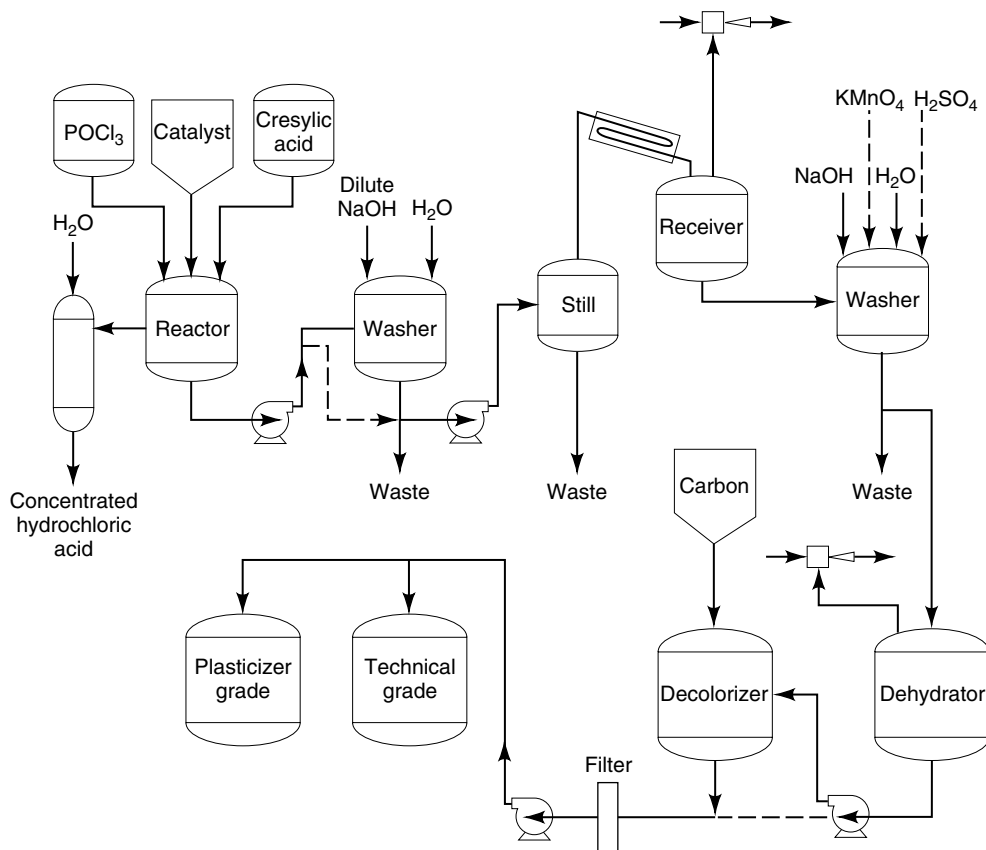 POCl₃
Catalyst
Cresylic
acid
KMnO₄
H₂SO₄
NaOH
H₂O
Dilute
NaOH
H₂O
H₂O
Receiver
Reactor
Washer
Still
Washer
Concentrated
hydrochloric
acid
Waste
Waste
Carbon
Waste
Plasticizer
grade
Technical
grade
Decolorizer
Dehydrator
Filter